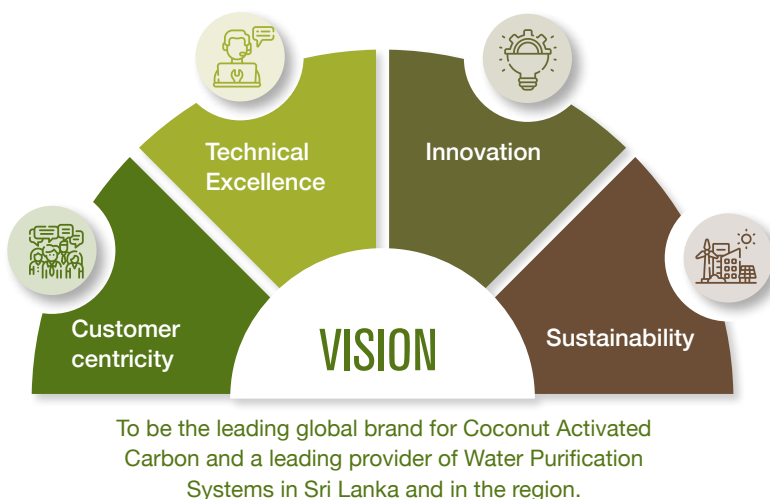 Technical
Excellence
Innovation
Customer
centricity
Sustainability
VISION
To be the leading global brand for Coconut Activated
Carbon and a leading provider of Water Purification
Systems in Sri Lanka and in the region.